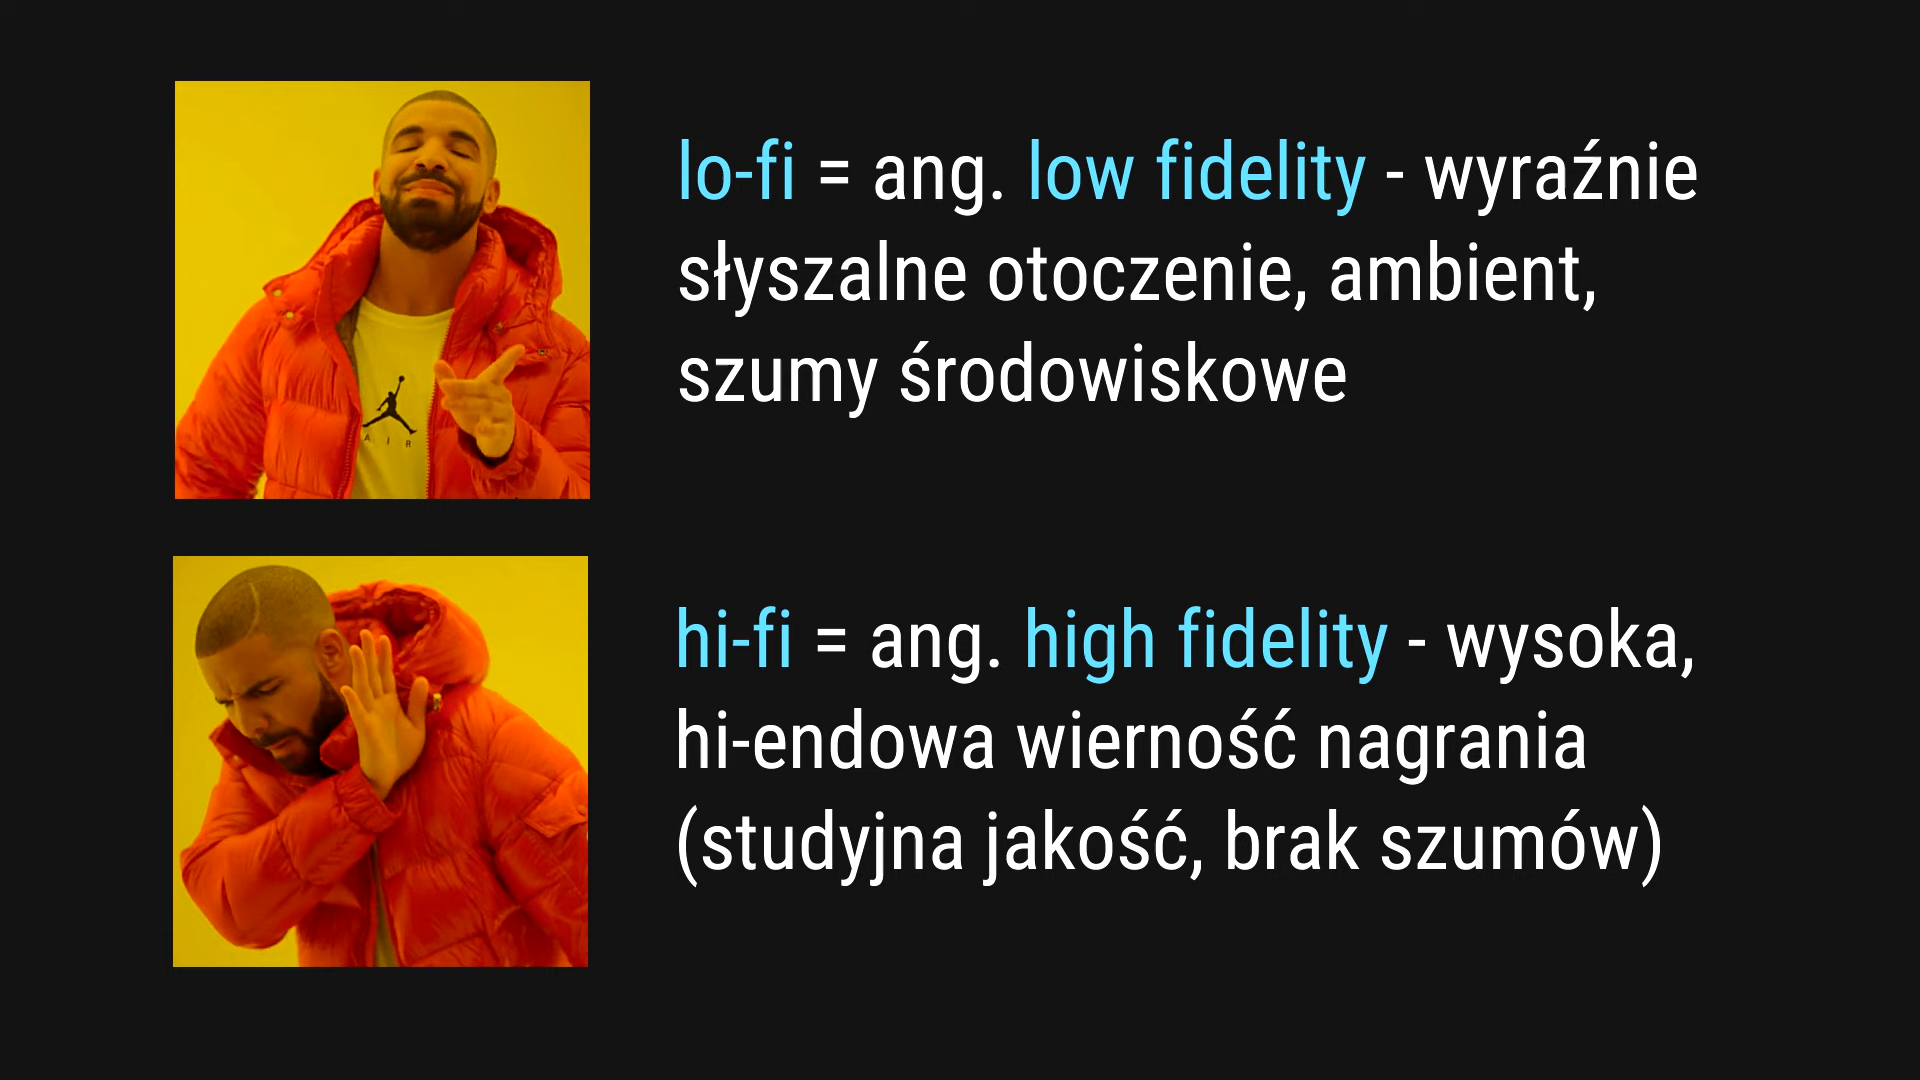 A I R
lo-fi = ang. low fidelity - wyraźnie
słyszalne otoczenie, ambient,
szumy środowiskowe
hi-fi = ang. high fidelity - wysoka,
hi-endowa wierność nagrania
(studyjna jakość, brak szumów)